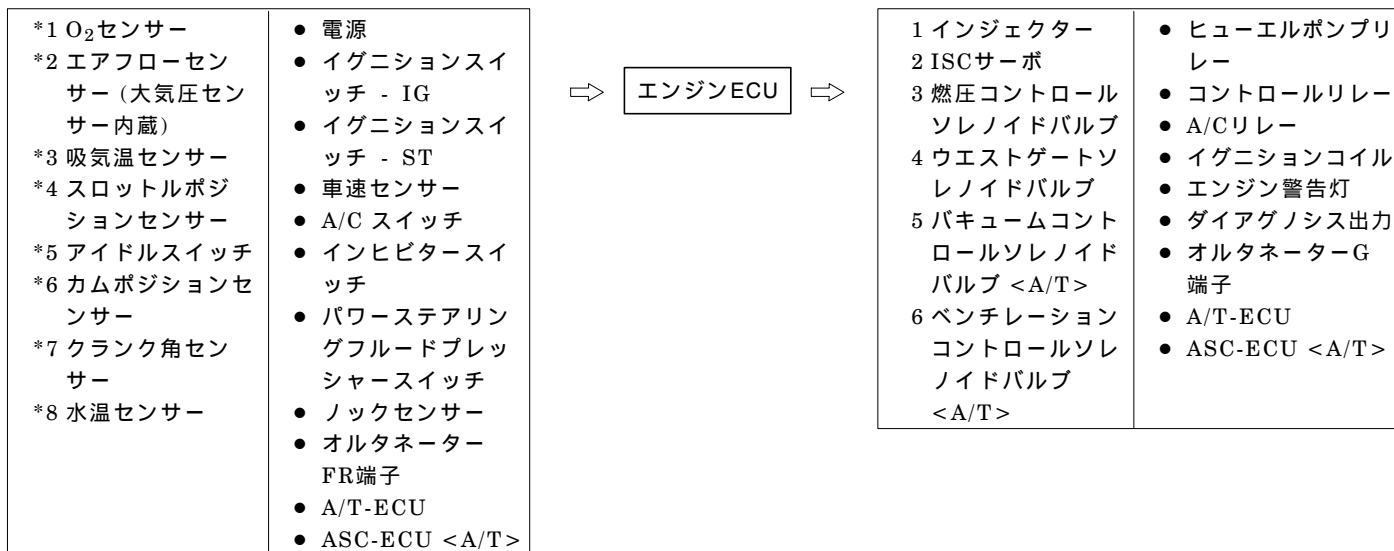 *1 O₂センサー
*2 エアフローセン
サー (大気圧セン
サー内蔵)
*3 吸気温センサー
*4 スロットルポジ
ションセンサー
*5 アイドルスイッチ
*6 カムポジションセ
ンサー
*7 クランク角セン
サー
*8 水温センサー
● 電源
● イグニションスイ
ッチ - IG
● イグニションスイ
ッチ - ST
● 車速センサー
● A/C スイッチ
● インヒビタースイ
ッチ
● パワーステアリン
グフルードプレッ
シャースイッチ
● ノックセンサー
● オルタネーター
FR端子
● A/T-ECU
● ASC-ECU <A/T>
⇨ エンジンECU ⇨
1 インジェクター
2 ISCサーボ
3 燃圧コントロール
ソレノイドバルブ
4 ウエストゲートソ
レノイドバルブ
5 バキュームコント
ロールソレノイド
バルブ <A/T>
6 ベンチレーション
コントロールソレ
ノイドバルブ
<A/T>
● ヒューエルポンプリ
レー
● コントロールリレー
● A/Cリレー
● イグニションコイル
● エンジン警告灯
● ダイアグノシス出力
● オルタネーターG
端子
● A/T-ECU
● ASC-ECU <A/T>